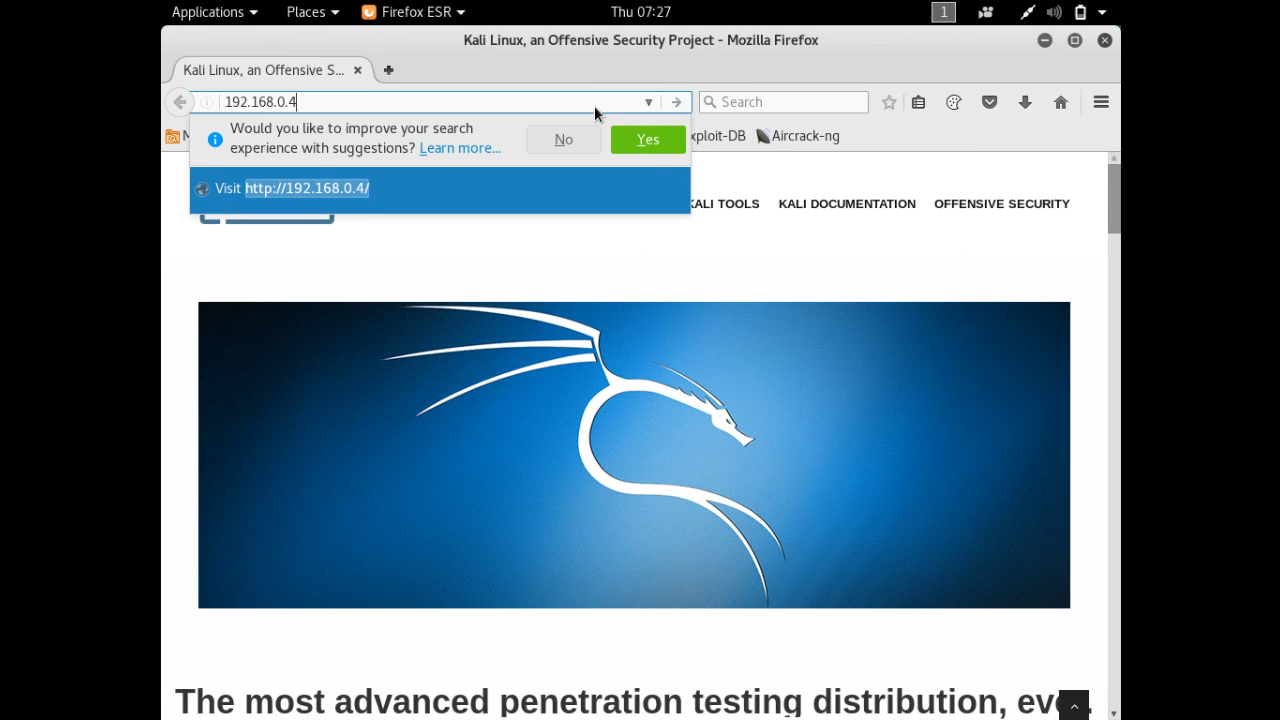 Applications Places Firefox ESR Thu 07:27 1
Kali Linux, an Offensive Security Project - Mozilla Firefox
Kali Linux, an Offensive S...
192.168.0.4 Search
Would you like to improve your search
experience with suggestions? Learn more...
No Yes
xploit-DB Aircrack-ng
Visit http://192.168.0.4/
KALI TOOLS KALI DOCUMENTATION OFFENSIVE SECURITY
The most advanced penetration testing distribution, ever.